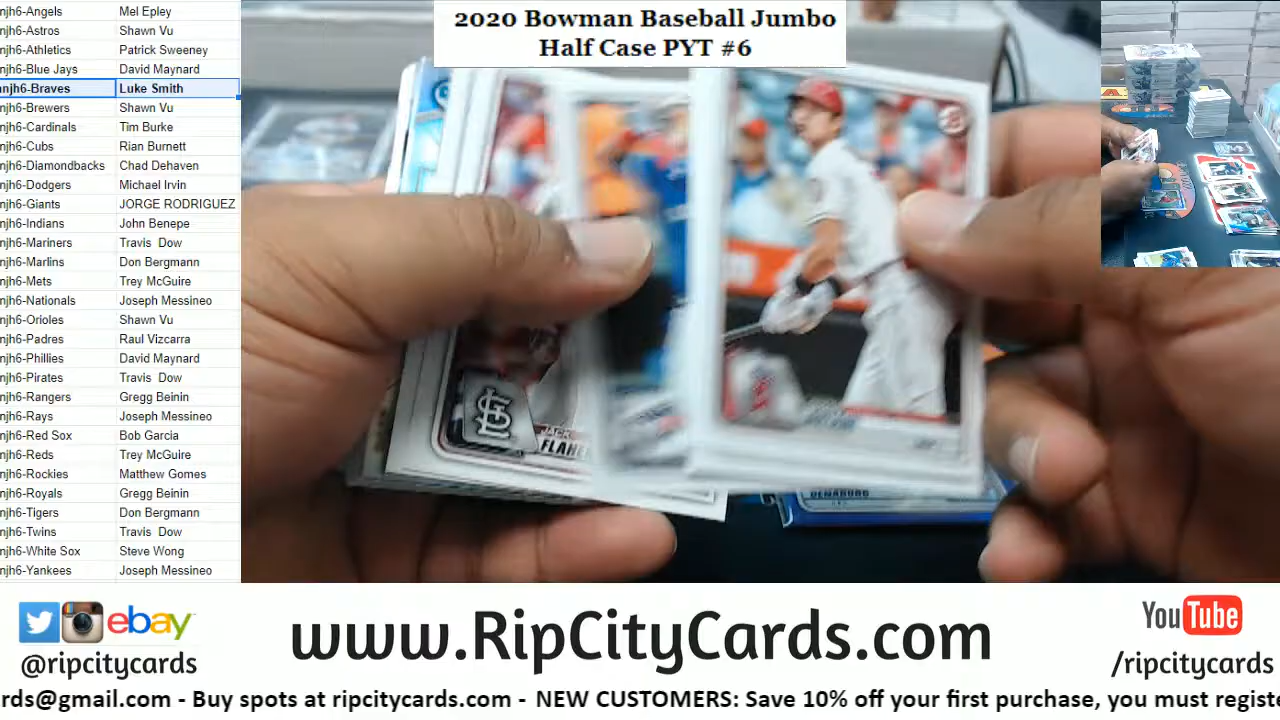 2020 Bowman Baseball Jumbo
Half Case PYT #6
njh6-Angels Mel Epley
njh6-Astros Shawn Vu
njh6-Athletics Patrick Sweeney
njh6-Blue Jays David Maynard
njh6-Braves Luke Smith
njh6-Brewers Shawn Vu
njh6-Cardinals Tim Burke
njh6-Cubs Rian Burnett
njh6-Diamondbacks Chad Dehaven
njh6-Dodgers Michael Irvin
njh6-Giants JORGE RODRIGUEZ
njh6-Indians John Benepe
njh6-Mariners Travis Dow
njh6-Marlins Don Bergmann
njh6-Mets Trey McGuire
njh6-Nationals Joseph Messineo
njh6-Orioles Shawn Vu
njh6-Padres Raul Vizcarra
njh6-Phillies David Maynard
njh6-Pirates Travis Dow
njh6-Rangers Gregg Beinin
njh6-Rays Joseph Messineo
njh6-Red Sox Bob Garcia
njh6-Reds Trey McGuire
njh6-Rockies Matthew Gomes
njh6-Royals Gregg Beinin
njh6-Tigers Don Bergmann
njh6-Twins Travis Dow
njh6-White Sox Steve Wong
njh6-Yankees Joseph Messineo
JACK
FLAHE
ebay
@ripcitycards
www.RipCityCards.com
YouTube
/ripcitycards
rds@gmail.com - Buy spots at ripcitycards.com - NEW CUSTOMERS: Save 10% off your first purchase, you must registe